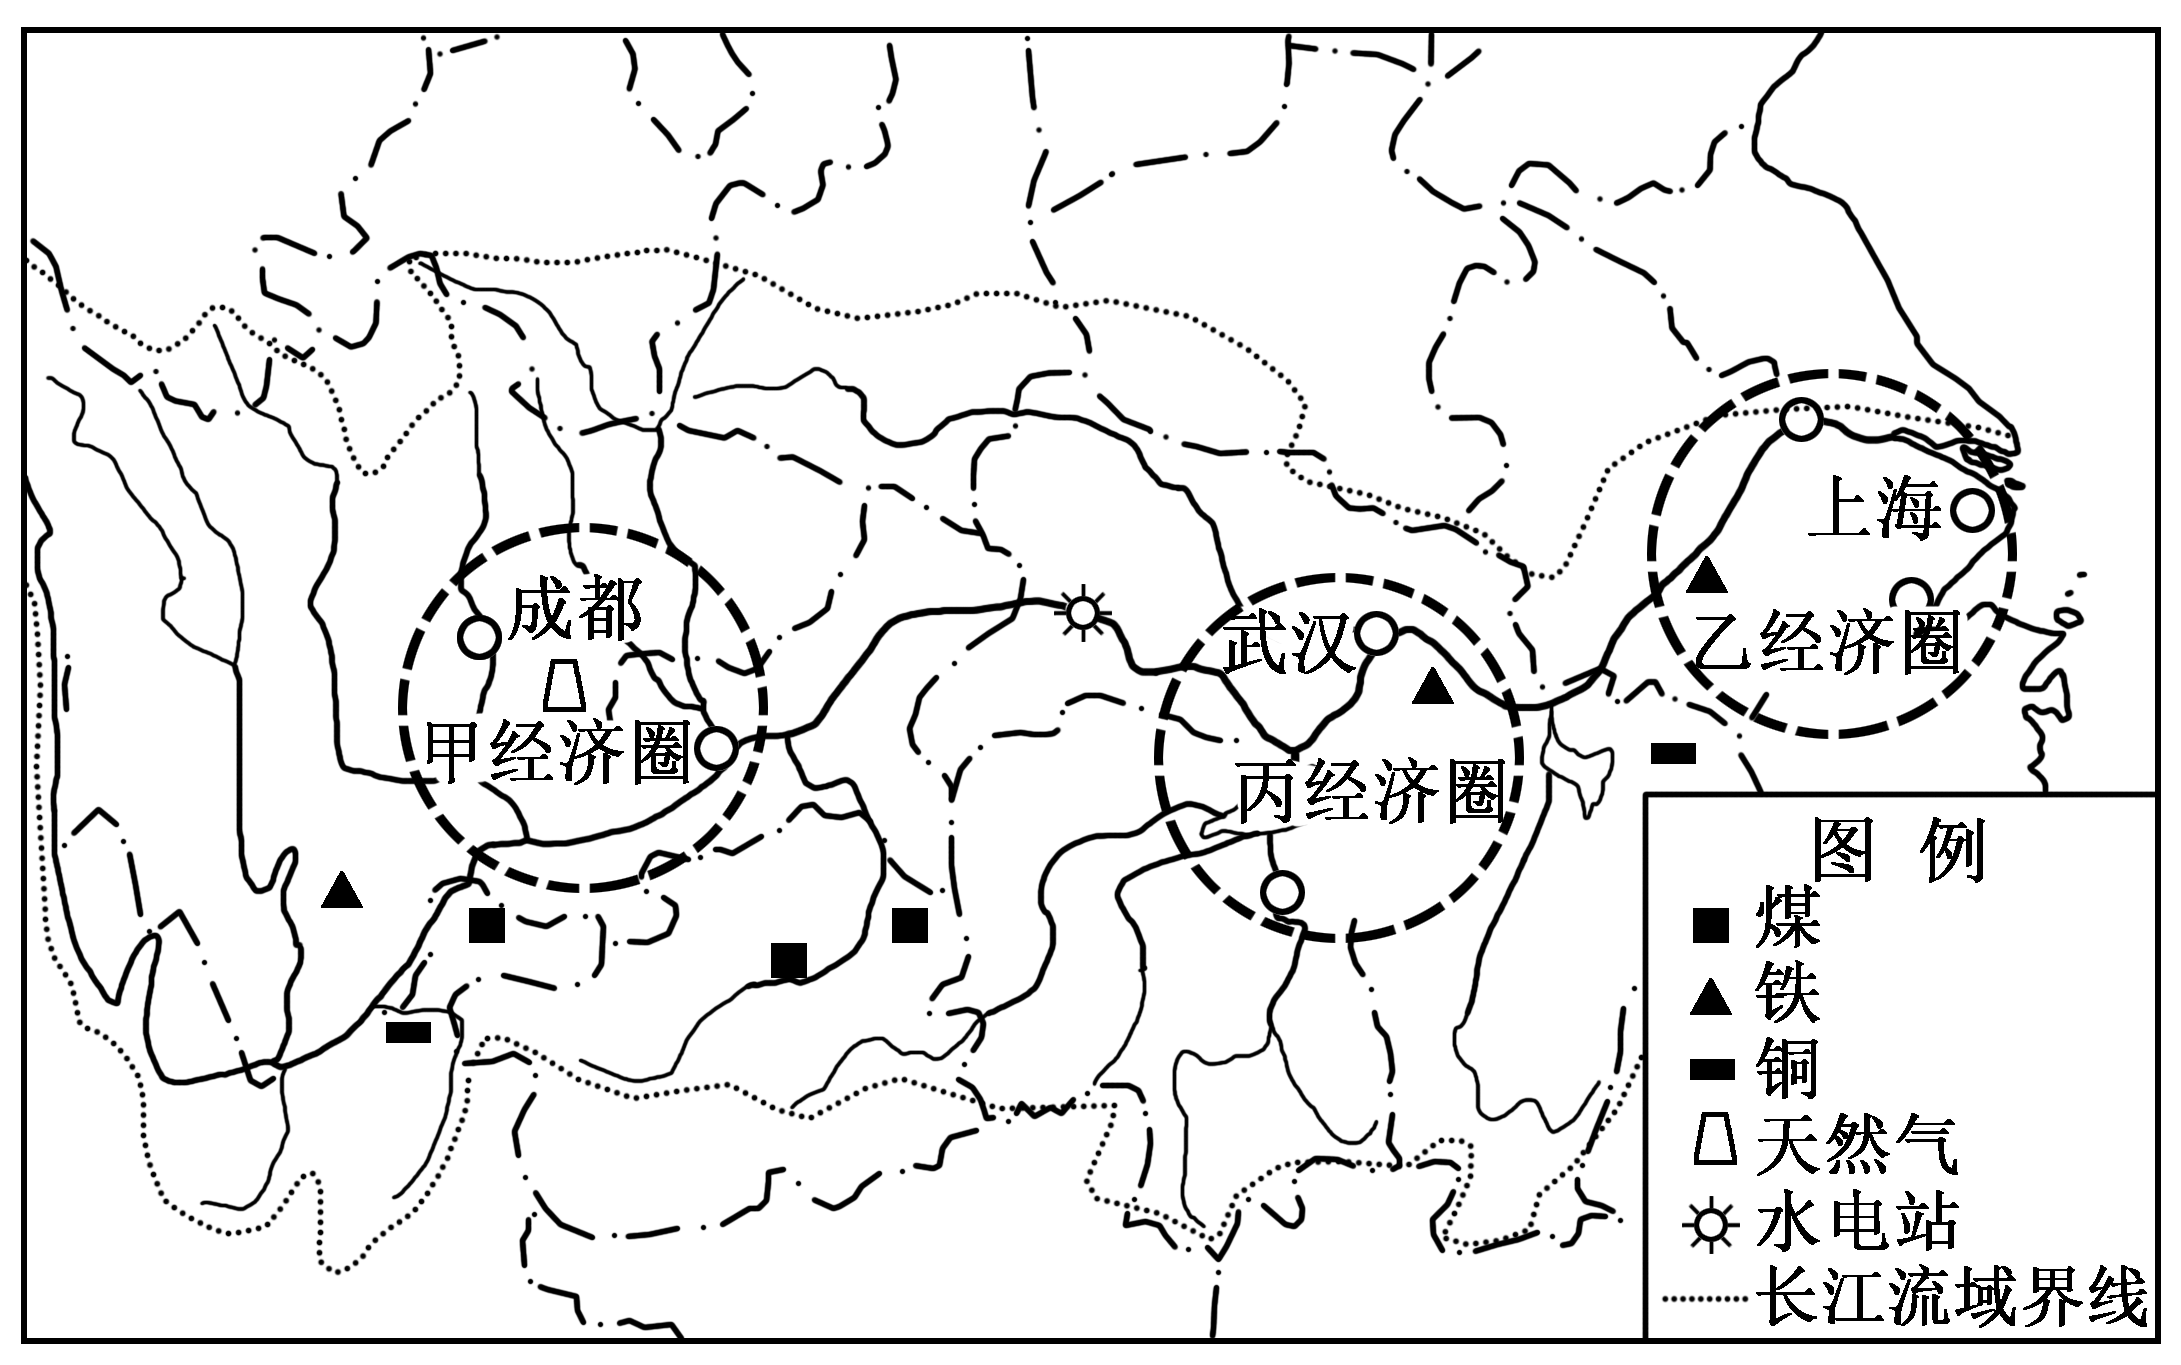 上海
成都
武汉
乙经济圈
甲经济圈
丙经济圈
图 例
煤
铁
铜
天然气
水电站
长江流域界线